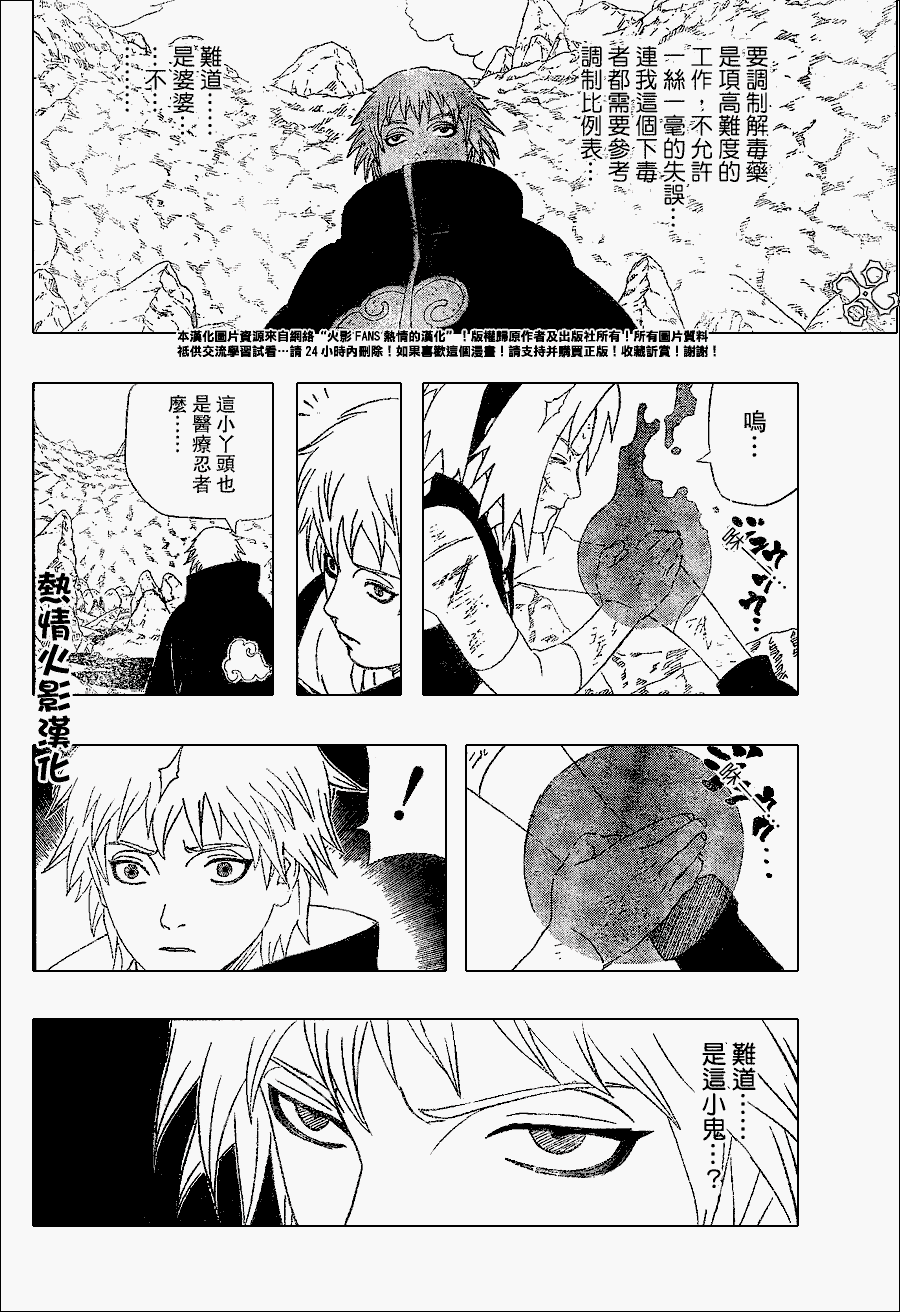 要調制解毒藥
是項高難度的
工作，不允許
一絲一毫的失誤…
連我這個下毒
者都需要參考
調制比例表…
難道……
是婆婆…
…不…
………
本漢化圖片資源來自網絡“火影FANS熱情的漢化”！版權歸原作者及出版社所有！所有圖片質料
祗供交流學習試看…請24小時內刪除！如果喜歡這個漫畫！請支持并購買正版！收藏訢賞！謝謝！
嗚…
咻
這小丫頭也
是醫療忍者
麼……
熱情火影漢化
咻
！
難道……
是這小鬼…？